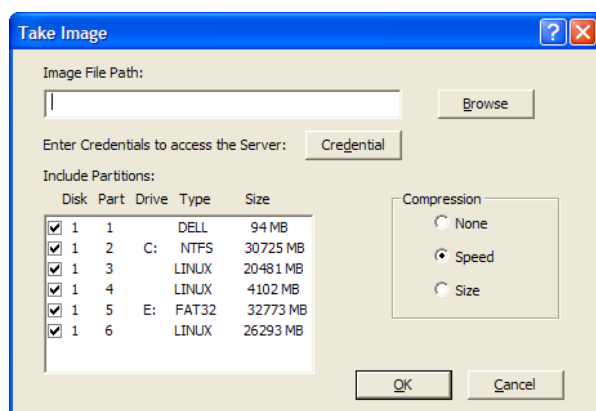 Take Image
Image File Path:
Browse
Enter Credentials to access the Server: Credential
Include Partitions:
Disk Part Drive Type Size
1 1 DELL 94 MB
1 2 C: NTFS 30725 MB
1 3 LINUX 20481 MB
1 4 LINUX 4102 MB
1 5 E: FAT32 32773 MB
1 6 LINUX 26293 MB
Compression
None
Speed
Size
OK Cancel